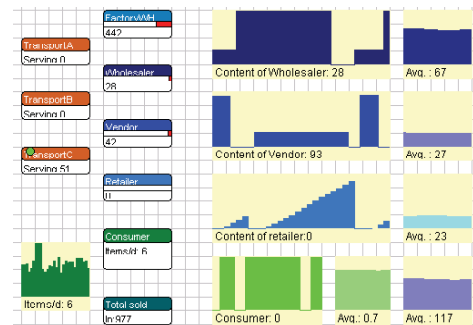 FactoryWH
442
TransportA
Serving 0
Wholesaler
28
Content of Wholesaler: 28
Avg. : 67
TransportB
Serving 0
Vendor
42
Content of Vendor: 93
Avg. : 27
TransportC
Serving 51
Retailer
0
Content of retailer:0
Avg. : 23
Consumer
Items/d: 6
Items/d: 6
Total sold
In:977
Consumer: 0
Avg.: 0.7
Avg. : 117